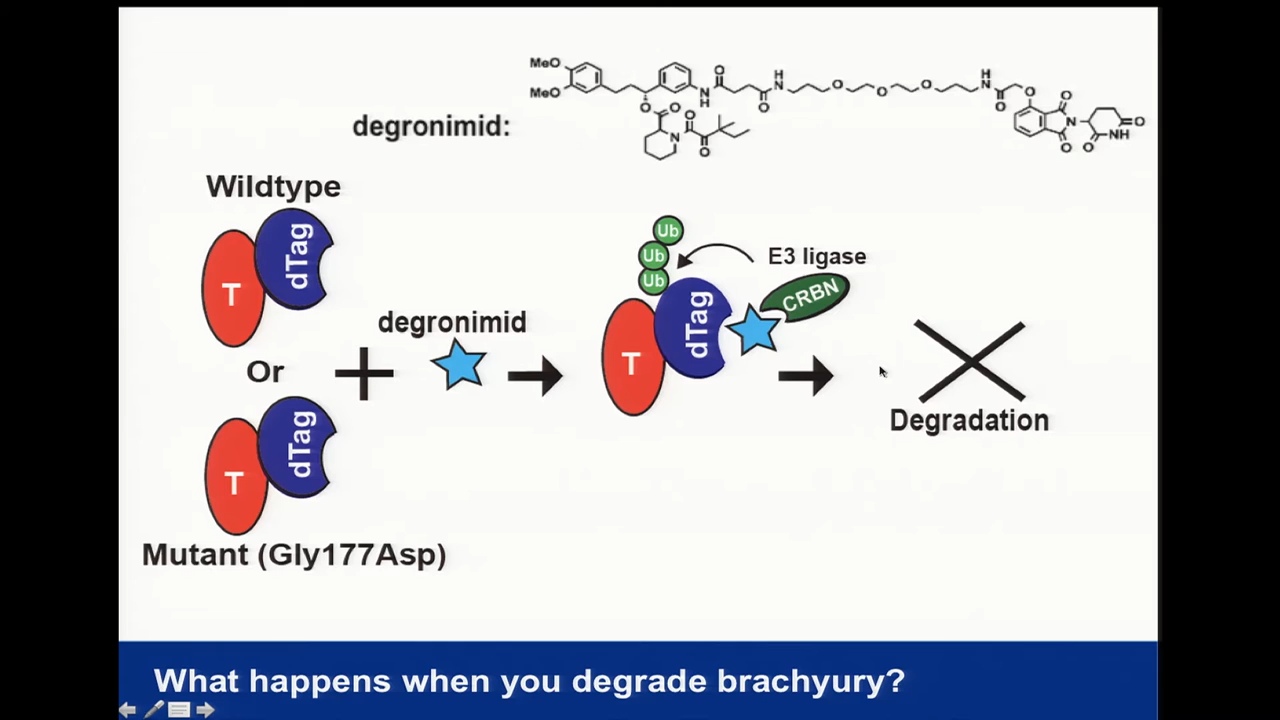 MeO
MeO
O
O
N
H
O
O
H
N
O
O
O
O
H
N
O
O
O
O
N
O
NH
O
O
O
N
O
O
degronimid:
Wildtype
T
dTag
Or
T
dTag
Mutant (Gly177Asp)
degronimid
Ub
Ub
Ub
T
dTag
E3 ligase
CRBN
Degradation
What happens when you degrade brachyury?